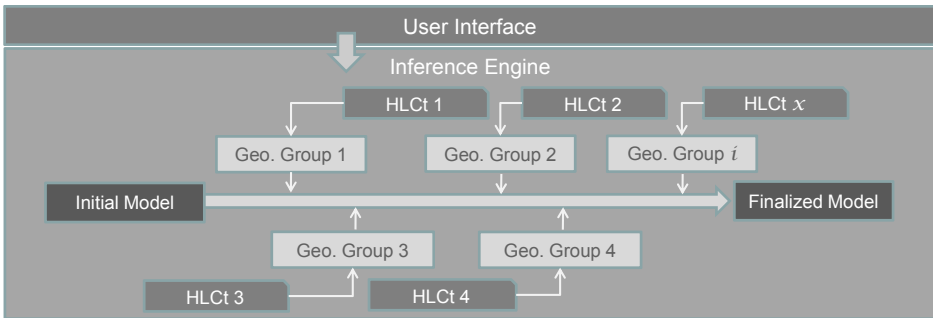 User Interface
Inference Engine
HLCt 1
HLCt 2
HLCt x
Geo. Group 1
Geo. Group 2
Geo. Group i
Initial Model
Finalized Model
Geo. Group 3
Geo. Group 4
HLCt 3
HLCt 4